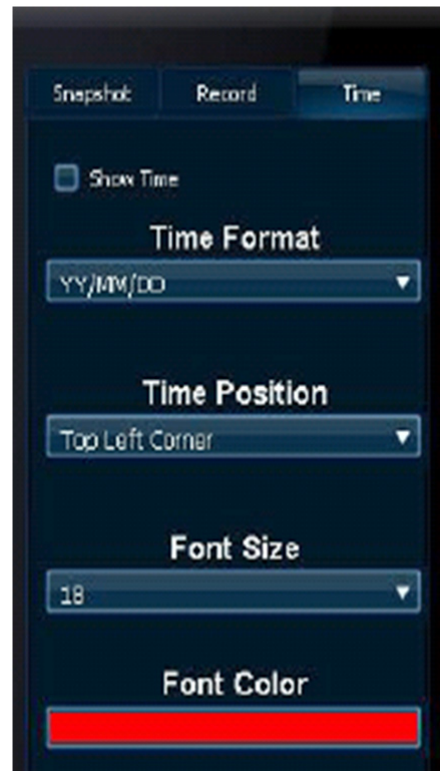 Snapshot Record Time
Show Time
Time Format
YY/MM/DD
Time Position
Top Left Corner
Font Size
18
Font Color